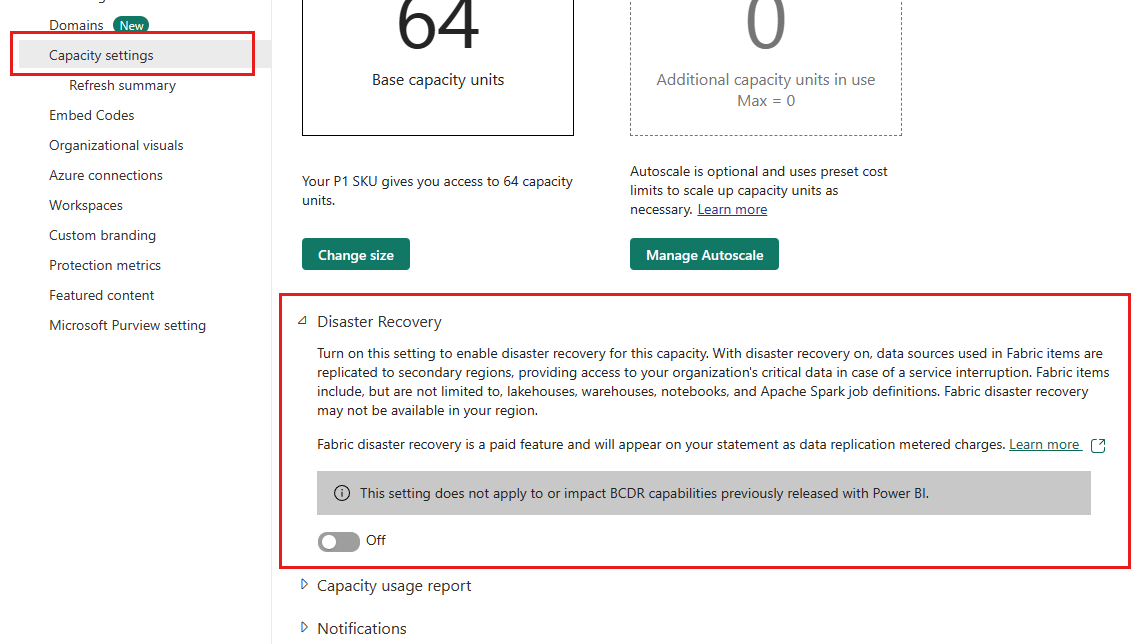 Domains New
Capacity settings
Refresh summary
Embed Codes
Organizational visuals
Azure connections
Workspaces
Custom branding
Protection metrics
Featured content
Microsoft Purview setting
64
Base capacity units
0
Additional capacity units in use
Max = 0
Your P1 SKU gives you access to 64 capacity
units.
Autoscale is optional and uses preset cost
limits to scale up capacity units as
necessary. Learn more
Change size
Manage Autoscale
Disaster Recovery
Turn on this setting to enable disaster recovery for this capacity. With disaster recovery on, data sources used in Fabric items are
replicated to secondary regions, providing access to your organization's critical data in case of a service interruption. Fabric items
include, but are not limited to, lakehouses, warehouses, notebooks, and Apache Spark job definitions. Fabric disaster recovery
may not be available in your region.
Fabric disaster recovery is a paid feature and will appear on your statement as data replication metered charges. Learn more
This setting does not apply to or impact BCDR capabilities previously released with Power BI.
Off
Capacity usage report
Notifications